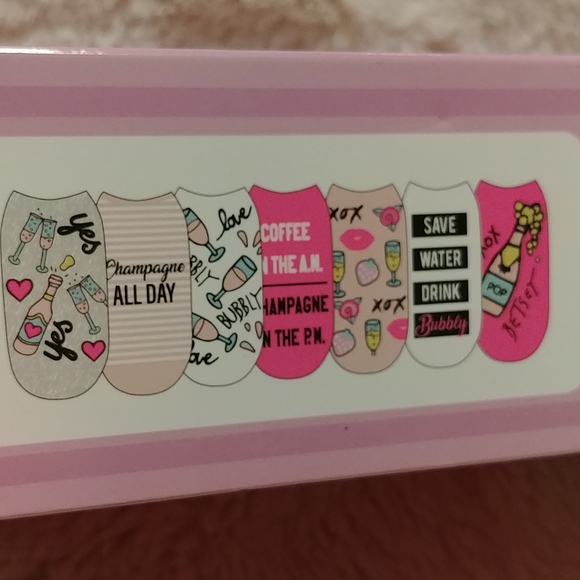 yes
yes
Champagne
ALL DAY
love
BUBBLY
love
COFFEE
IN THE A.M.
CHAMPAGNE
IN THE P.M.
XOX
XOX
SAVE
WATER
DRINK
Bubbly
XOX
POP
BETSEY